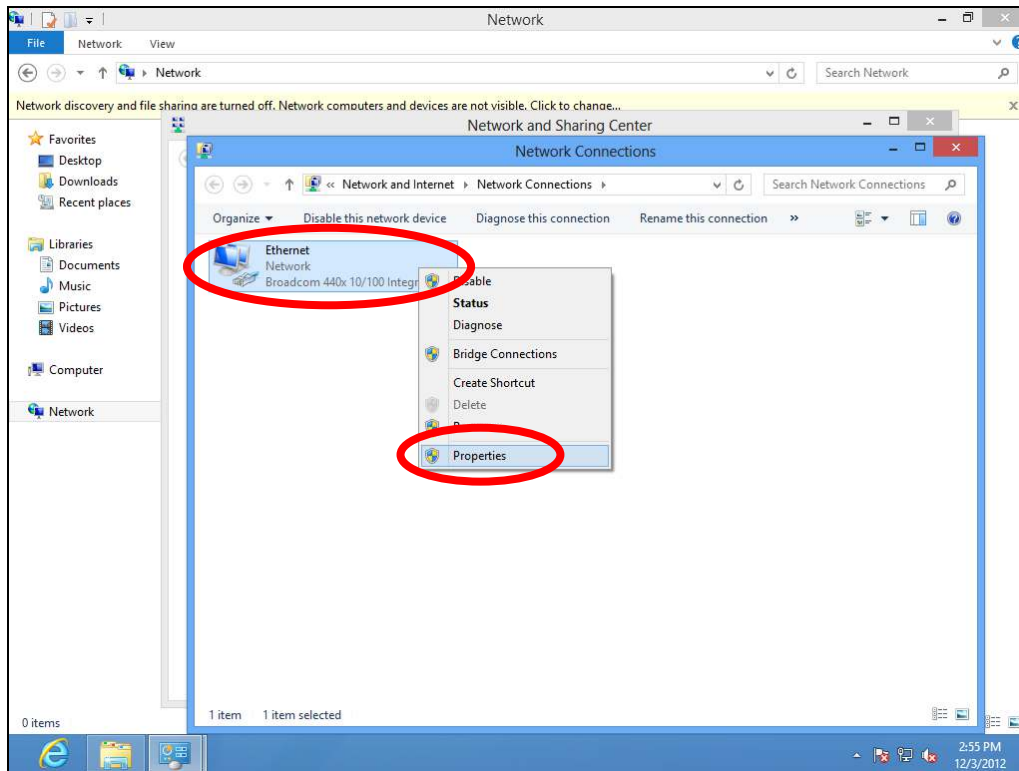 Network
File Network View
Network
Search Network
Network discovery and file sharing are turned off. Network computers and devices are not visible. Click to change...
Favorites
Desktop
Downloads
Recent places
Libraries
Documents
Music
Pictures
Videos
Computer
Network
0 items
Network and Sharing Center
Network Connections
« Network and Internet Network Connections
Search Network Connections
Organize Disable this network device Diagnose this connection Rename this connection »
Ethernet
Network
Broadcom 440x 10/100 Integr
Disable
Status
Diagnose
Bridge Connections
Create Shortcut
Delete
Properties
1 item 1 item selected
2:55 PM
12/3/2012